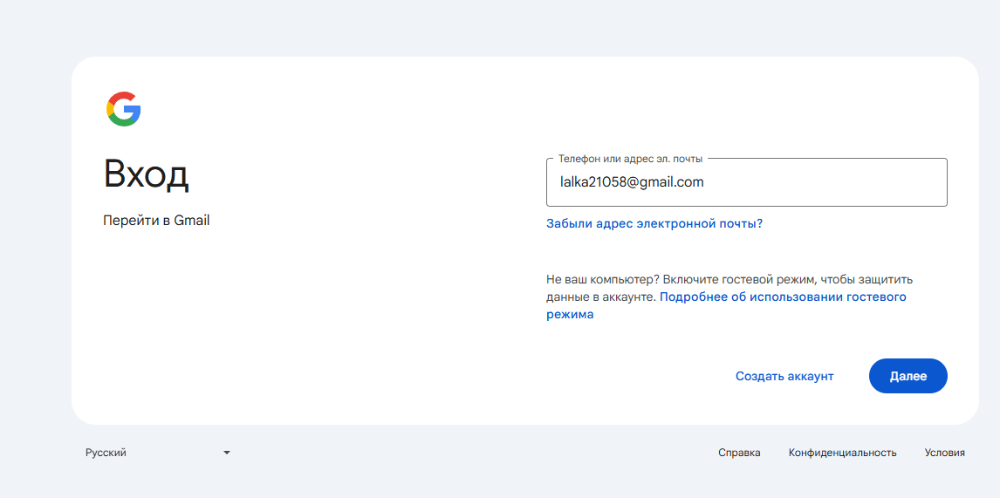 Вход
Перейти в Gmail
Телефон или адрес эл. почты
lalka21058@gmail.com
Забыли адрес электронной почты?
Не ваш компьютер? Включите гостевой режим, чтобы защитить
данные в аккаунте. Подробнее об использовании гостевого
режима
Создать аккаунт
Далее
Русский
Справка
Конфиденциальность
Условия